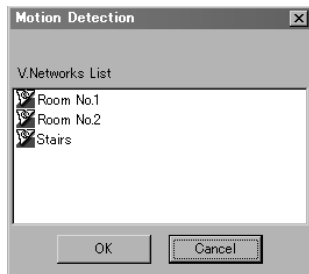 Motion Detection
V.Networks List
Room No.1
Room No.2
Stairs
OK
Cancel